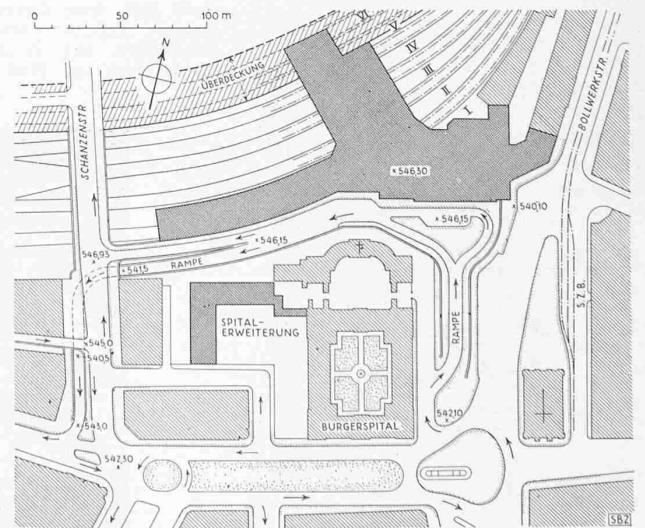 0 50 100 m
N
ÜBERDECKUNG
VI
V
IV
III
II
I
SCHANZENSTR.
BOLLWERKSTR.
× 546,30
× 540,10
× 546,15
× 546,15
546,93
× 541,5
RAMPE
S.Z.B.
×545,0
×540,5
SPITAL-
ERWEITERUNG
RAMPE
×543,0
BURGERSPITAL
542,10
542,30
SBZ